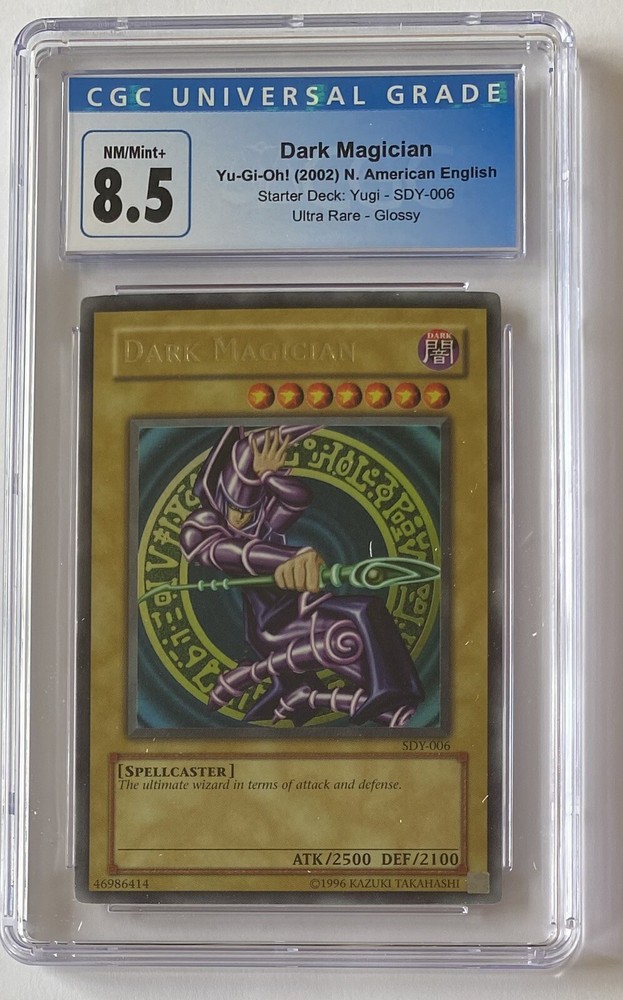 CGC UNIVERSAL GRADE
NM/Mint+
8.5
Dark Magician
Yu-Gi-Oh! (2002) N. American English
Starter Deck: Yugi - SDY-006
Ultra Rare - Glossy
DARK MAGICIAN
DARK
闇
SDY-006
[SPELLCASTER]
The ultimate wizard in terms of attack and defense.
ATK/2500 DEF/2100
46986414
©1996 KAZUKI TAKAHASHI